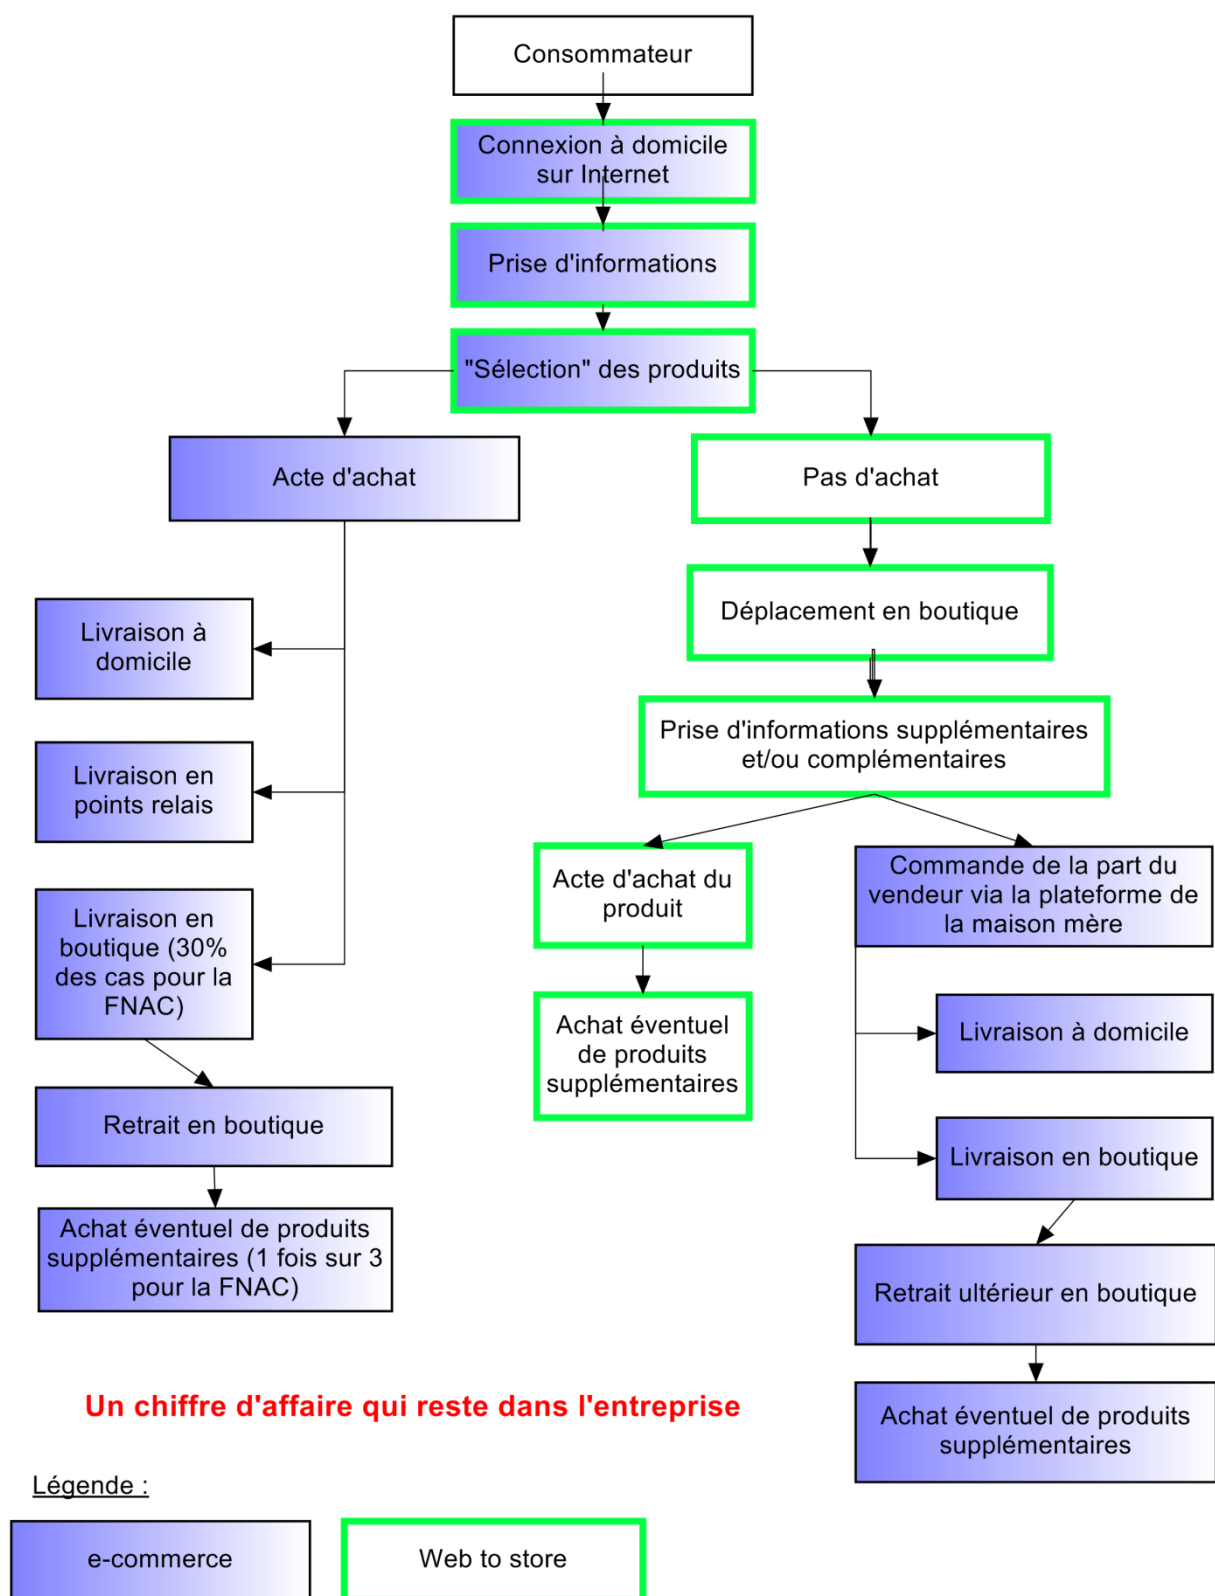 Consommateur
Connexion à domicile
sur Internet
Prise d'informations
"Sélection" des produits
Acte d'achat
Pas d'achat
Livraison à
domicile
Déplacement en boutique
Livraison en
points relais
Prise d'informations supplémentaires
et/ou complémentaires
Livraison en
boutique (30%
des cas pour la
FNAC)
Acte d'achat du
produit
Commande de la part du
vendeur via la plateforme de
la maison mère
Achat éventuel
de produits
supplémentaires
Livraison à domicile
Retrait en boutique
Livraison en boutique
Achat éventuel de produits
supplémentaires (1 fois sur 3
pour la FNAC)
Retrait ultérieur en boutique
Un chiffre d'affaire qui reste dans l'entreprise
Achat éventuel de produits
supplémentaires
Légende :
e-commerce
Web to store